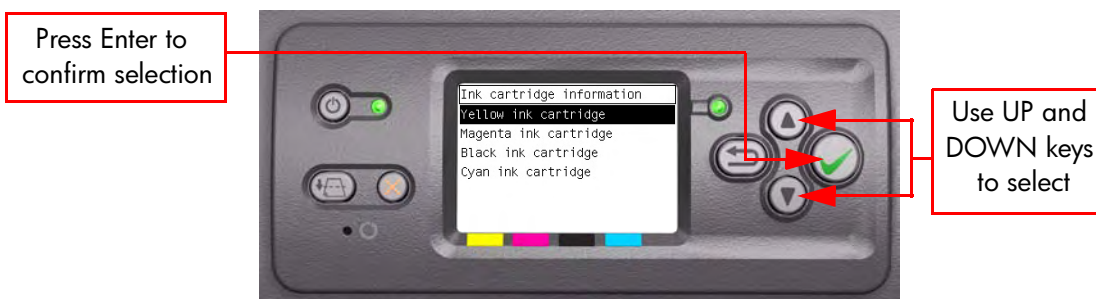 Press Enter to
confirm selection
Ink cartridge information
Yellow ink cartridge
Magenta ink cartridge
Black ink cartridge
Cyan ink cartridge
Use UP and
DOWN keys
to select